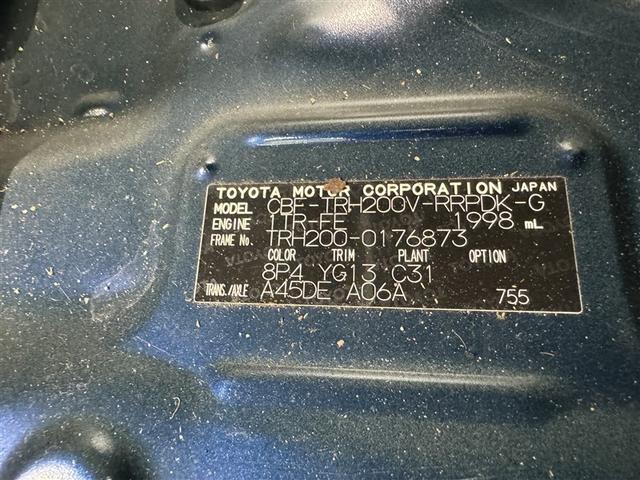 TOYOTA MOTOR CORPORATION JAPAN
MODEL CBF-TRH200V-RRPDK-G
ENGINE 1TR-FE 1998 mL
FRAME No. TRH200-0176873
COLOR TRIM PLANT OPTION
8P4 YG13 C31
TRANS./AXLE A45DE A06A 755